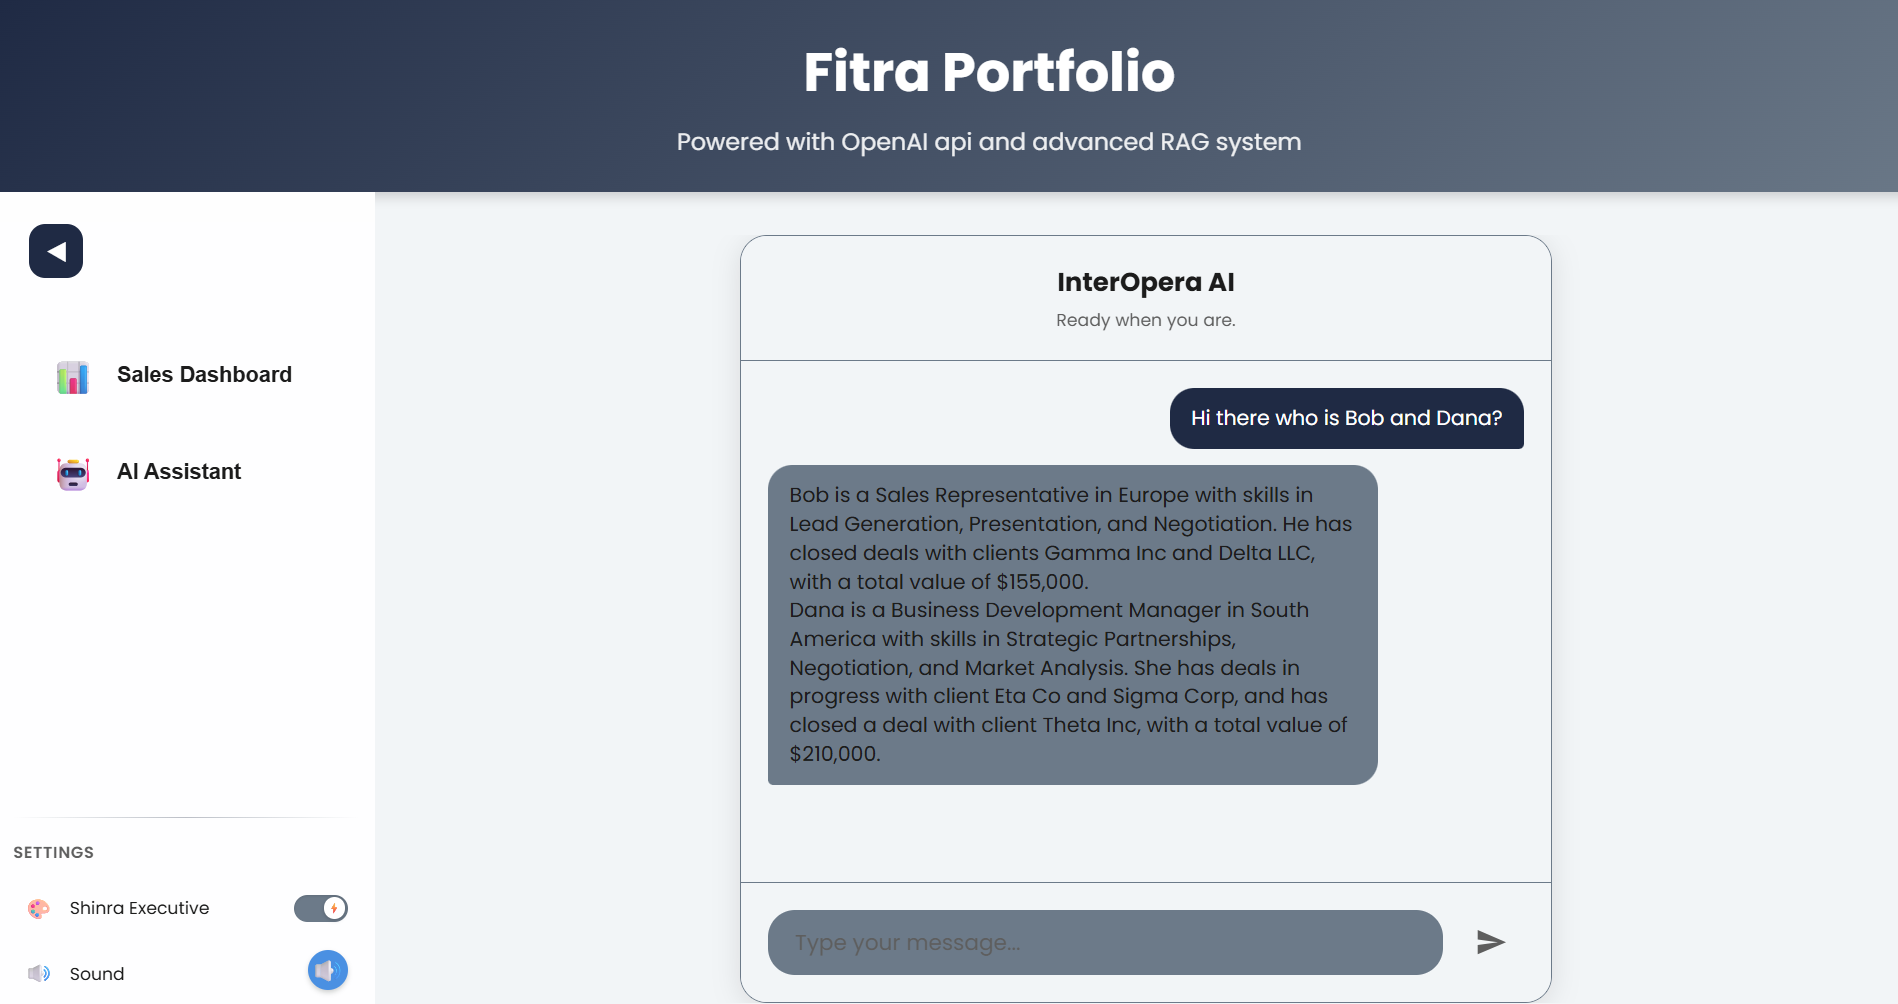 Fitra Portfolio
Powered with OpenAI api and advanced RAG system
Sales Dashboard
AI Assistant
SETTINGS
Shinra Executive
Sound
InterOpera AI
Ready when you are.
Hi there who is Bob and Dana?
Bob is a Sales Representative in Europe with skills in
Lead Generation, Presentation, and Negotiation. He has
closed deals with clients Gamma Inc and Delta LLC,
with a total value of $155,000.
Dana is a Business Development Manager in South
America with skills in Strategic Partnerships,
Negotiation, and Market Analysis. She has deals in
progress with client Eta Co and Sigma Corp, and has
closed a deal with client Theta Inc, with a total value of
$210,000.
Type your message...